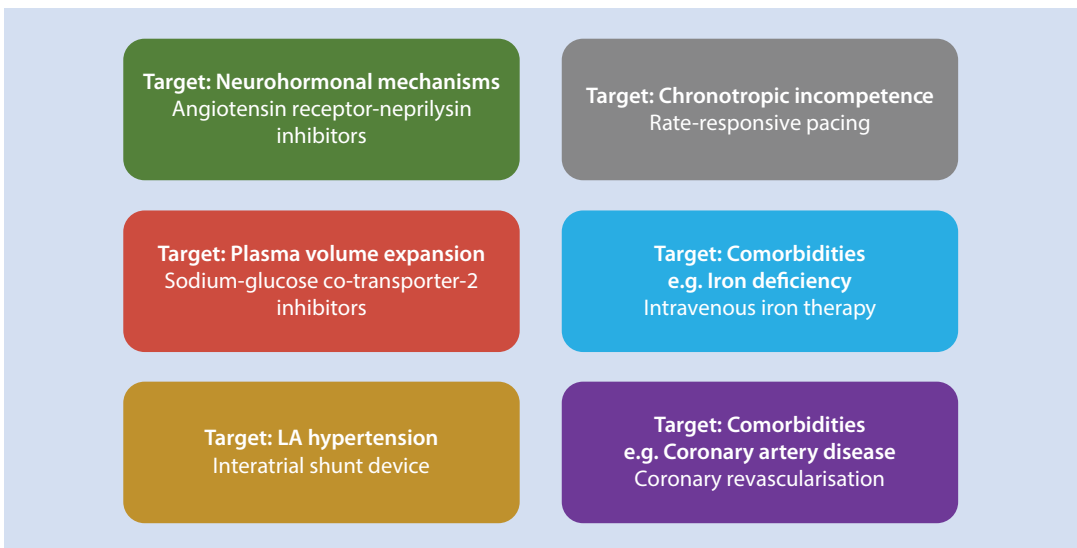 Target: Neurohormonal mechanisms
Angiotensin receptor-neprilysin
inhibitors
Target: Chronotropic incompetence
Rate-responsive pacing
Target: Plasma volume expansion
Sodium-glucose co-transporter-2
inhibitors
Target: Comorbidities
e.g. Iron deficiency
Intravenous iron therapy
Target: LA hypertension
Interatrial shunt device
Target: Comorbidities
e.g. Coronary artery disease
Coronary revascularisation